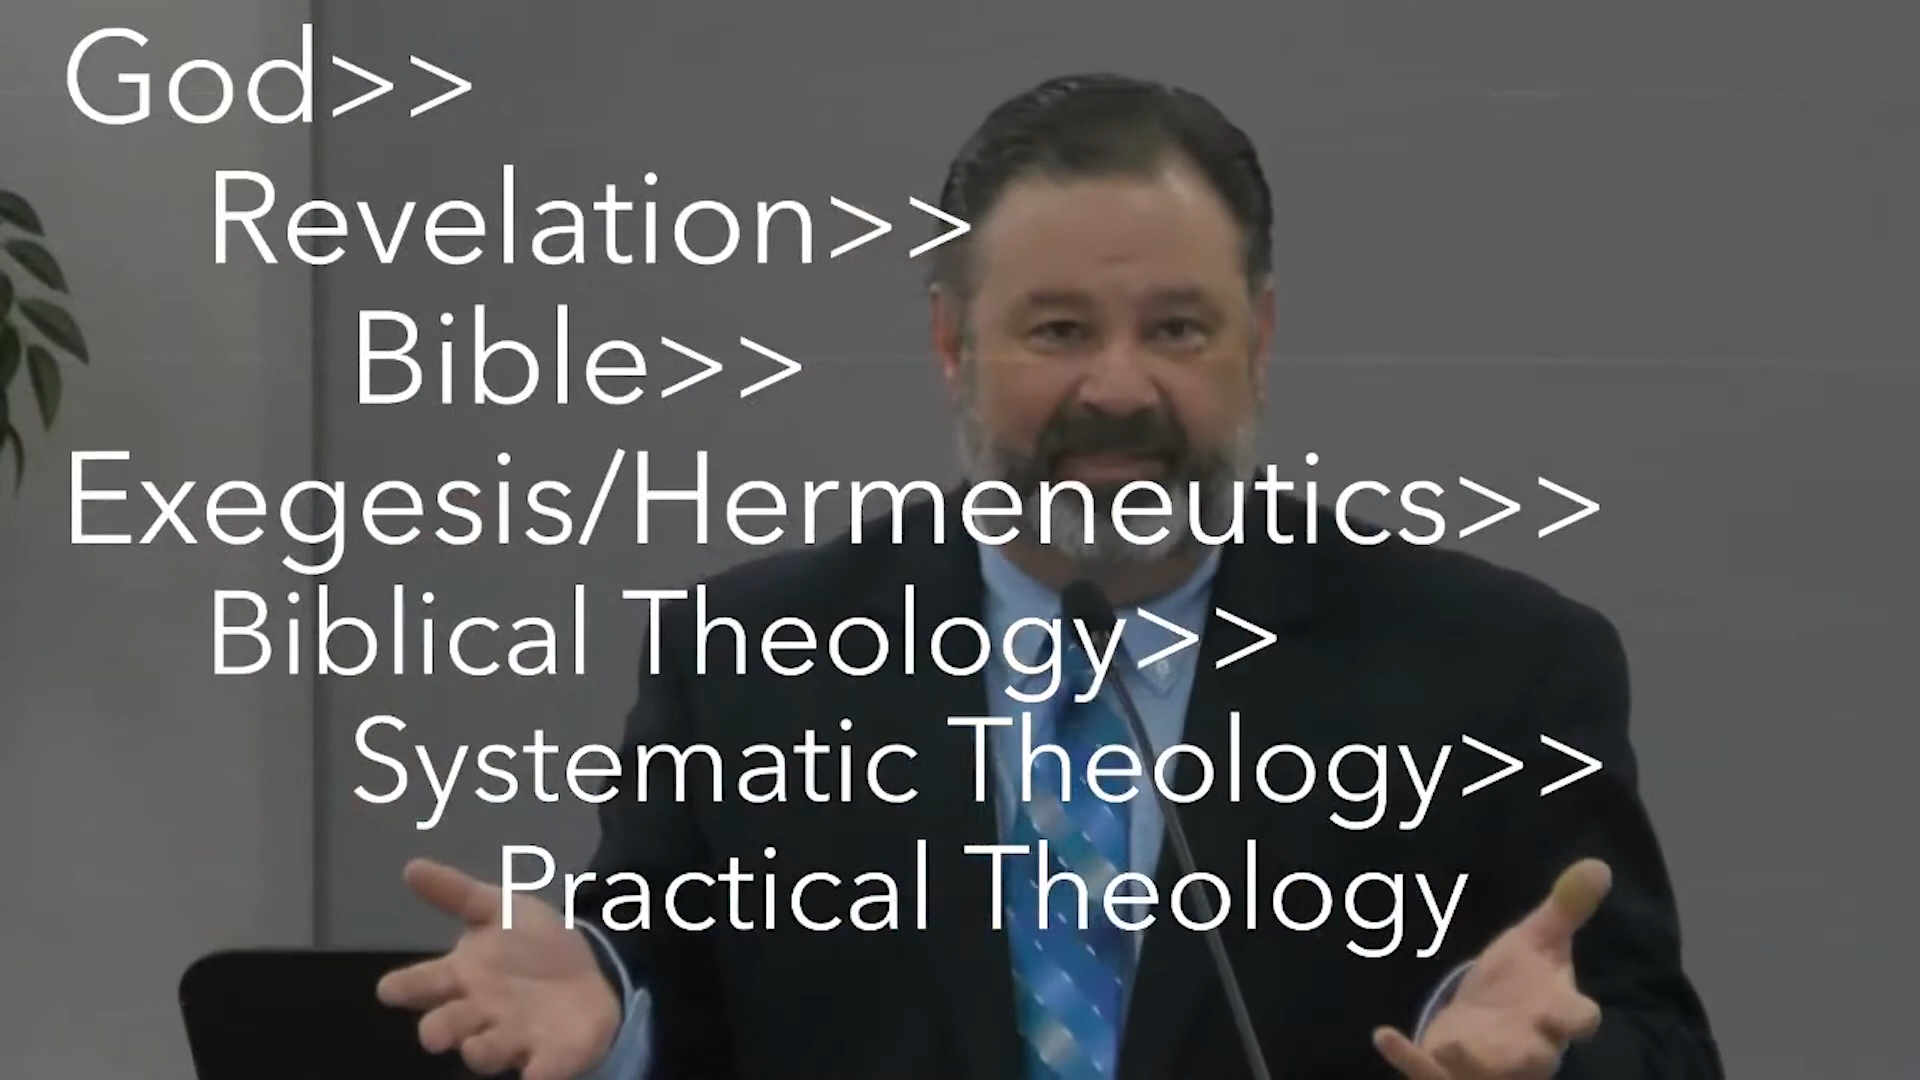 God>>
Revelation>>
Bible>>
Exegesis/Hermeneutics>>
Biblical Theology>>
Systematic Theology>>
Practical Theology